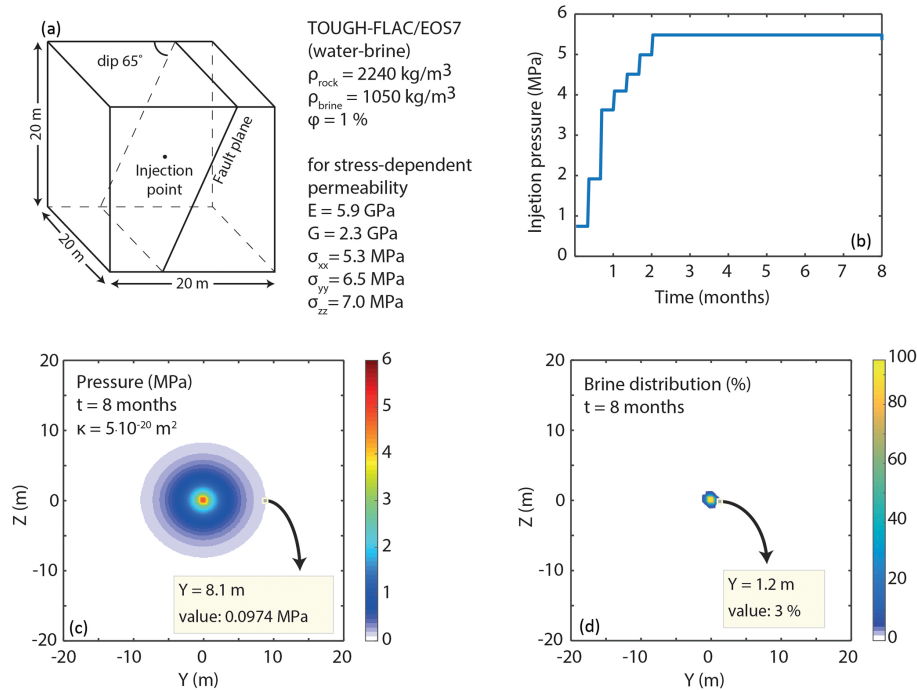 (a)
dip 65°
20 m
Injection
point
Fault plane
20 m
20 m
TOUGH-FLAC/EOS7
(water-brine)
ρrock = 2240 kg/m3
ρbrine = 1050 kg/m3
φ = 1 %
for stress-dependent
permeability
E = 5.9 GPa
G = 2.3 GPa
σxx = 5.3 MPa
σyy = 6.5 MPa
σzz = 7.0 MPa
Injetion pressure (MPa)
6
5
4
3
2
1
0
(b)
1 2 3 4 5 6 7 8
Time (months)
(c)
Pressure (MPa)
t = 8 months
κ = 5·10-20 m2
Z (m)
20
10
0
-10
-20
Y = 8.1 m
value: 0.0974 MPa
-20 -10 0 10 20
Y (m)
6
5
4
3
2
1
0
Brine distribution (%)
t = 8 months
Z (m)
20
10
0
-10
-20
Y = 1.2 m
value: 3 %
(d)
-20 -10 0 10 20
Y (m)
100
80
60
40
20
0